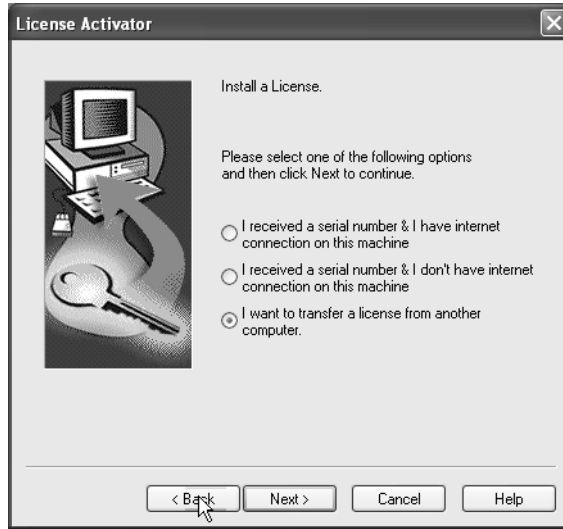 License Activator
Install a License.
Please select one of the following options
and then click Next to continue.
I received a serial number & I have internet
connection on this machine
I received a serial number & I don't have internet
connection on this machine
I want to transfer a license from another
computer.
< Back Next > Cancel Help